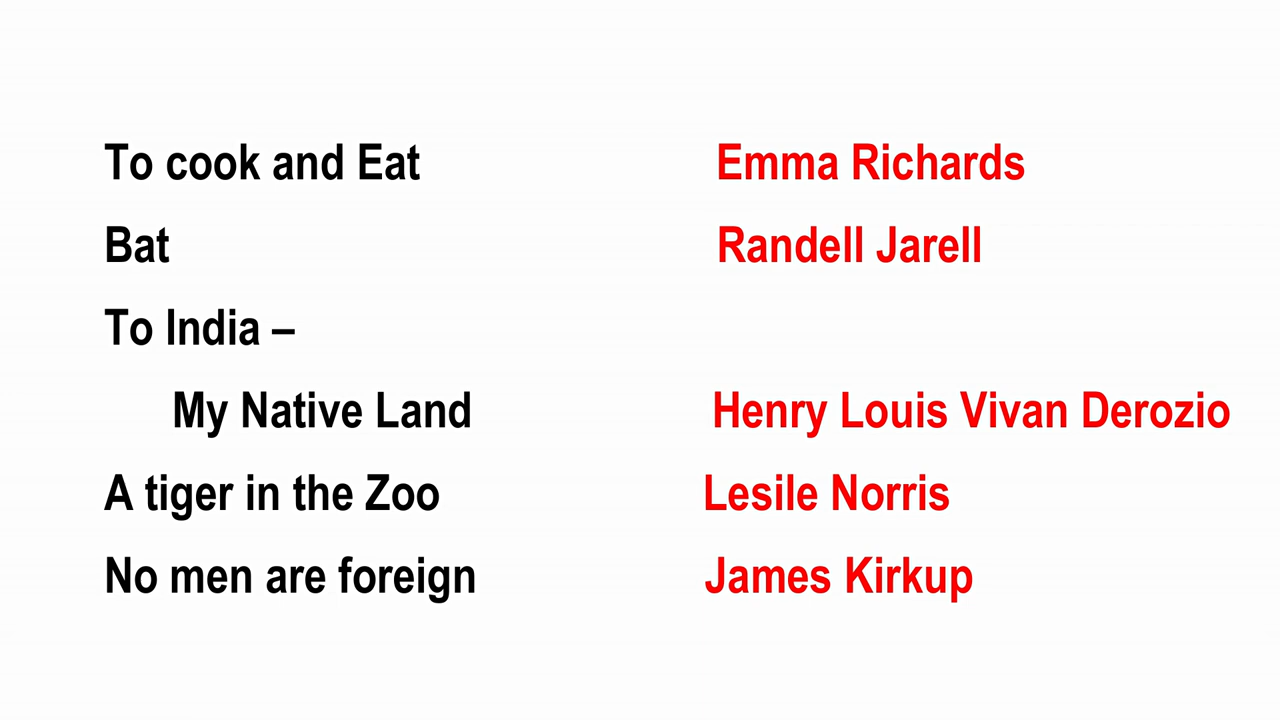 To cook and Eat Emma Richards
Bat Randell Jarell
To India –
My Native Land Henry Louis Vivan Derozio
A tiger in the Zoo Lesile Norris
No men are foreign James Kirkup